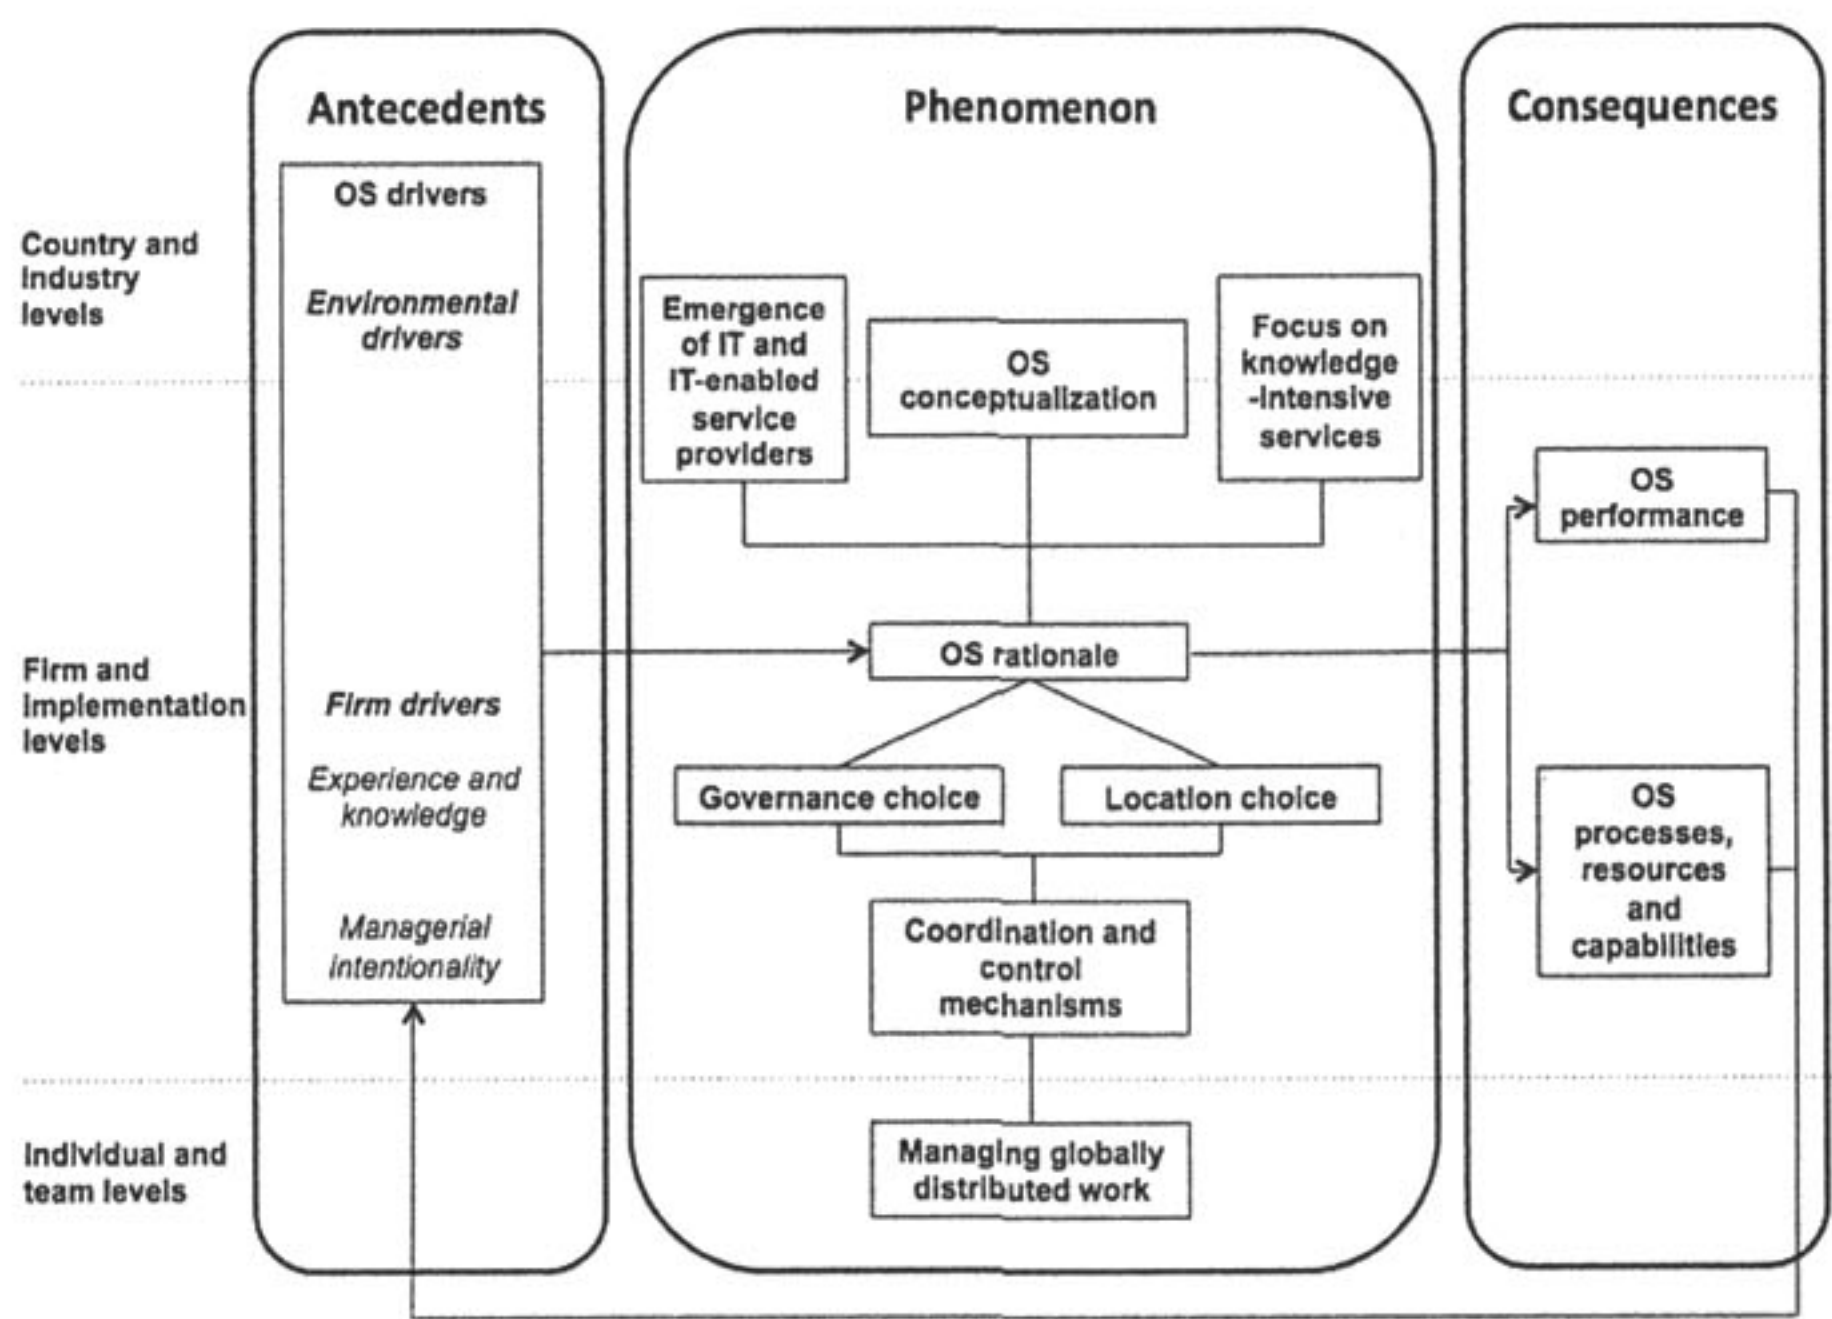 Antecedents
Phenomenon
Consequences
Country and
Industry
levels
Firm and
implementation
levels
Individual and
team levels
OS drivers
Environmental
drivers
Firm drivers
Experience and
knowledge
Managerial
intentionality
Emergence
of IT and
IT-enabled
service
providers
OS
conceptualization
Focus on
knowledge
-intensive
services
OS rationale
Governance choice
Location choice
Coordination and
control
mechanisms
Managing globally
distributed work
OS
performance
OS
processes,
resources
and
capabilities